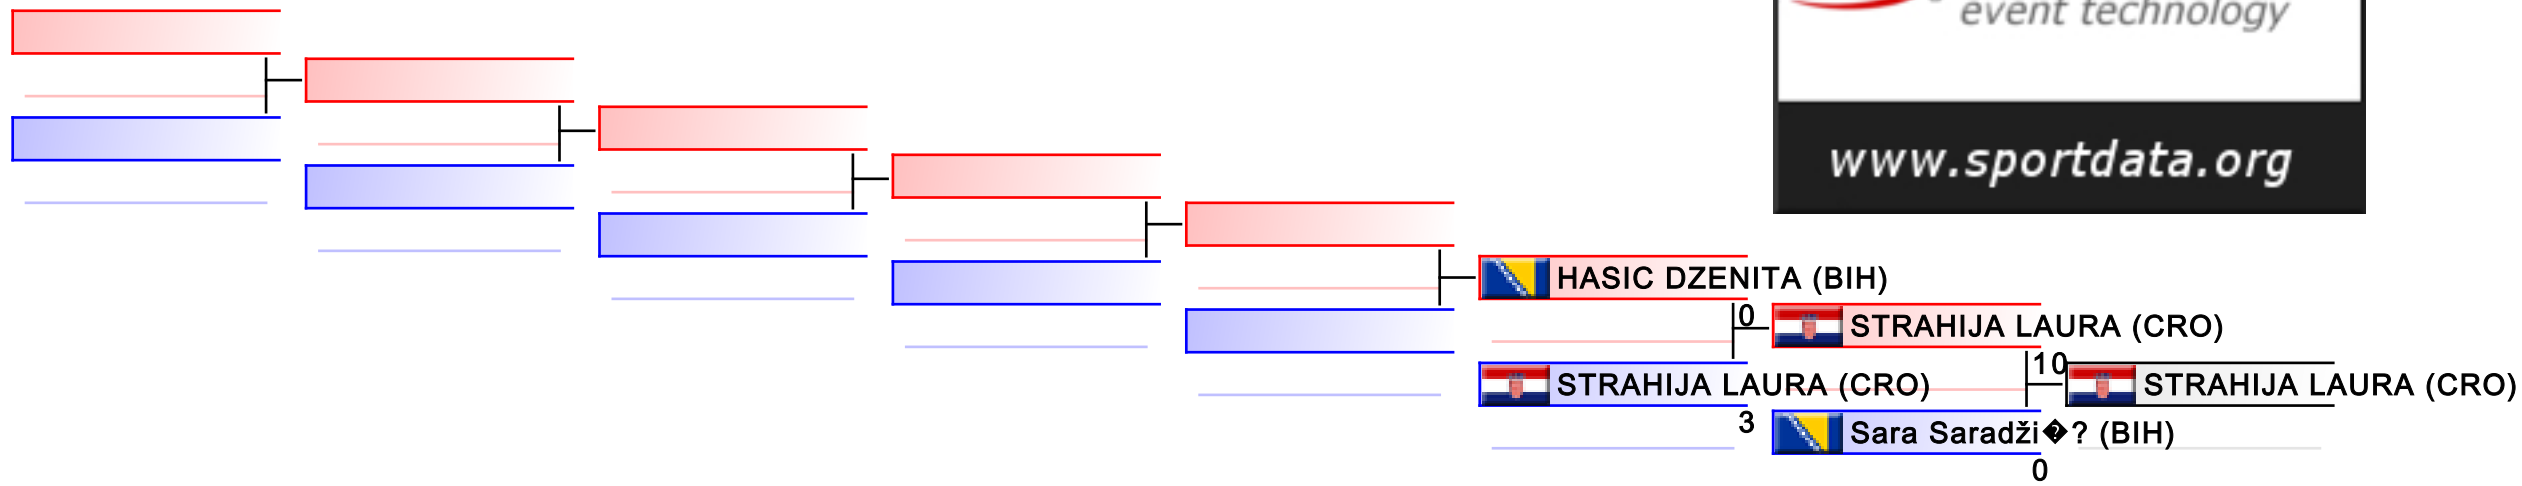 event technology
www.sportdata.org
HASIC DZENITA (BIH)
0
STRAHIJA LAURA (CRO)
10
STRAHIJA LAURA (CRO)
STRAHIJA LAURA (CRO)
3
Sara Saradži�? (BIH)
0